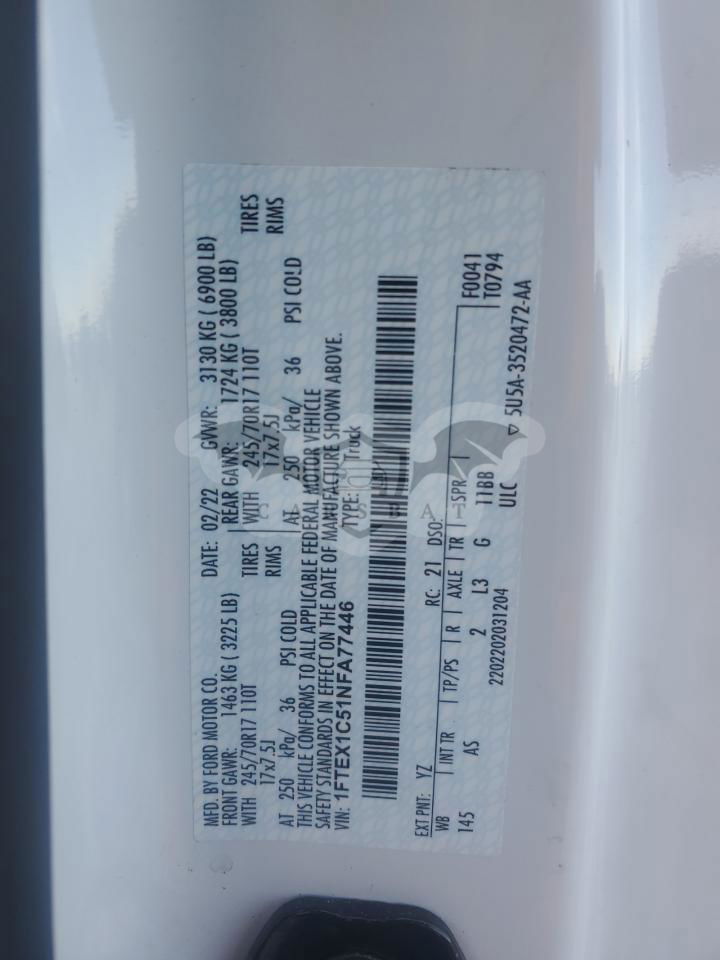 MFD. BY FORD MOTOR CO. DATE: 02/22 GVWR: 3130 KG ( 6900 LB)
FRONT GAWR: 1463 KG ( 3225 LB) REAR GAWR: 1724 KG ( 3800 LB)
WITH 245/70R17 110T TIRES WITH 245/70R17 110T TIRES
17x7.5J RIMS 17x7.5J RIMS
AT 250 kPa/ 36 PSI COLD AT 250 kPa/ 36 PSI COLD
THIS VEHICLE CONFORMS TO ALL APPLICABLE FEDERAL MOTOR VEHICLE
SAFETY STANDARDS IN EFFECT ON THE DATE OF MANUFACTURE SHOWN ABOVE.
VIN: 1FTEX1C51NFA77446 TYPE: Truck
EXT PNT: YZ RC: 21 DSO:
WB INT TR TP/PS R AXLE TR SPR F0041
145 AS 2 L3 G 11BB T0794
2202202031204 ULC 5U5A-3520472-AA